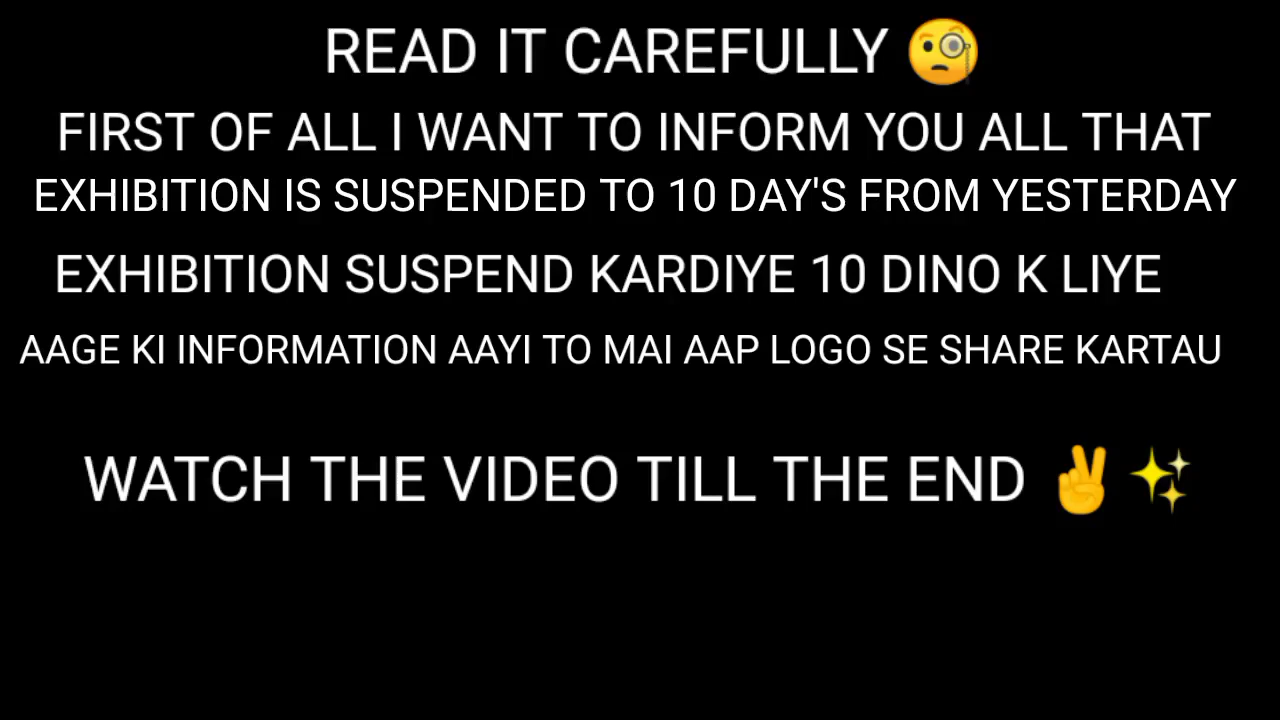 READ IT CAREFULLY 🧐
FIRST OF ALL I WANT TO INFORM YOU ALL THAT
EXHIBITION IS SUSPENDED TO 10 DAY'S FROM YESTERDAY
EXHIBITION SUSPEND KARDIYE 10 DINO K LIYE
AAGE KI INFORMATION AAYI TO MAI AAP LOGO SE SHARE KARTAU
WATCH THE VIDEO TILL THE END ✌️✨